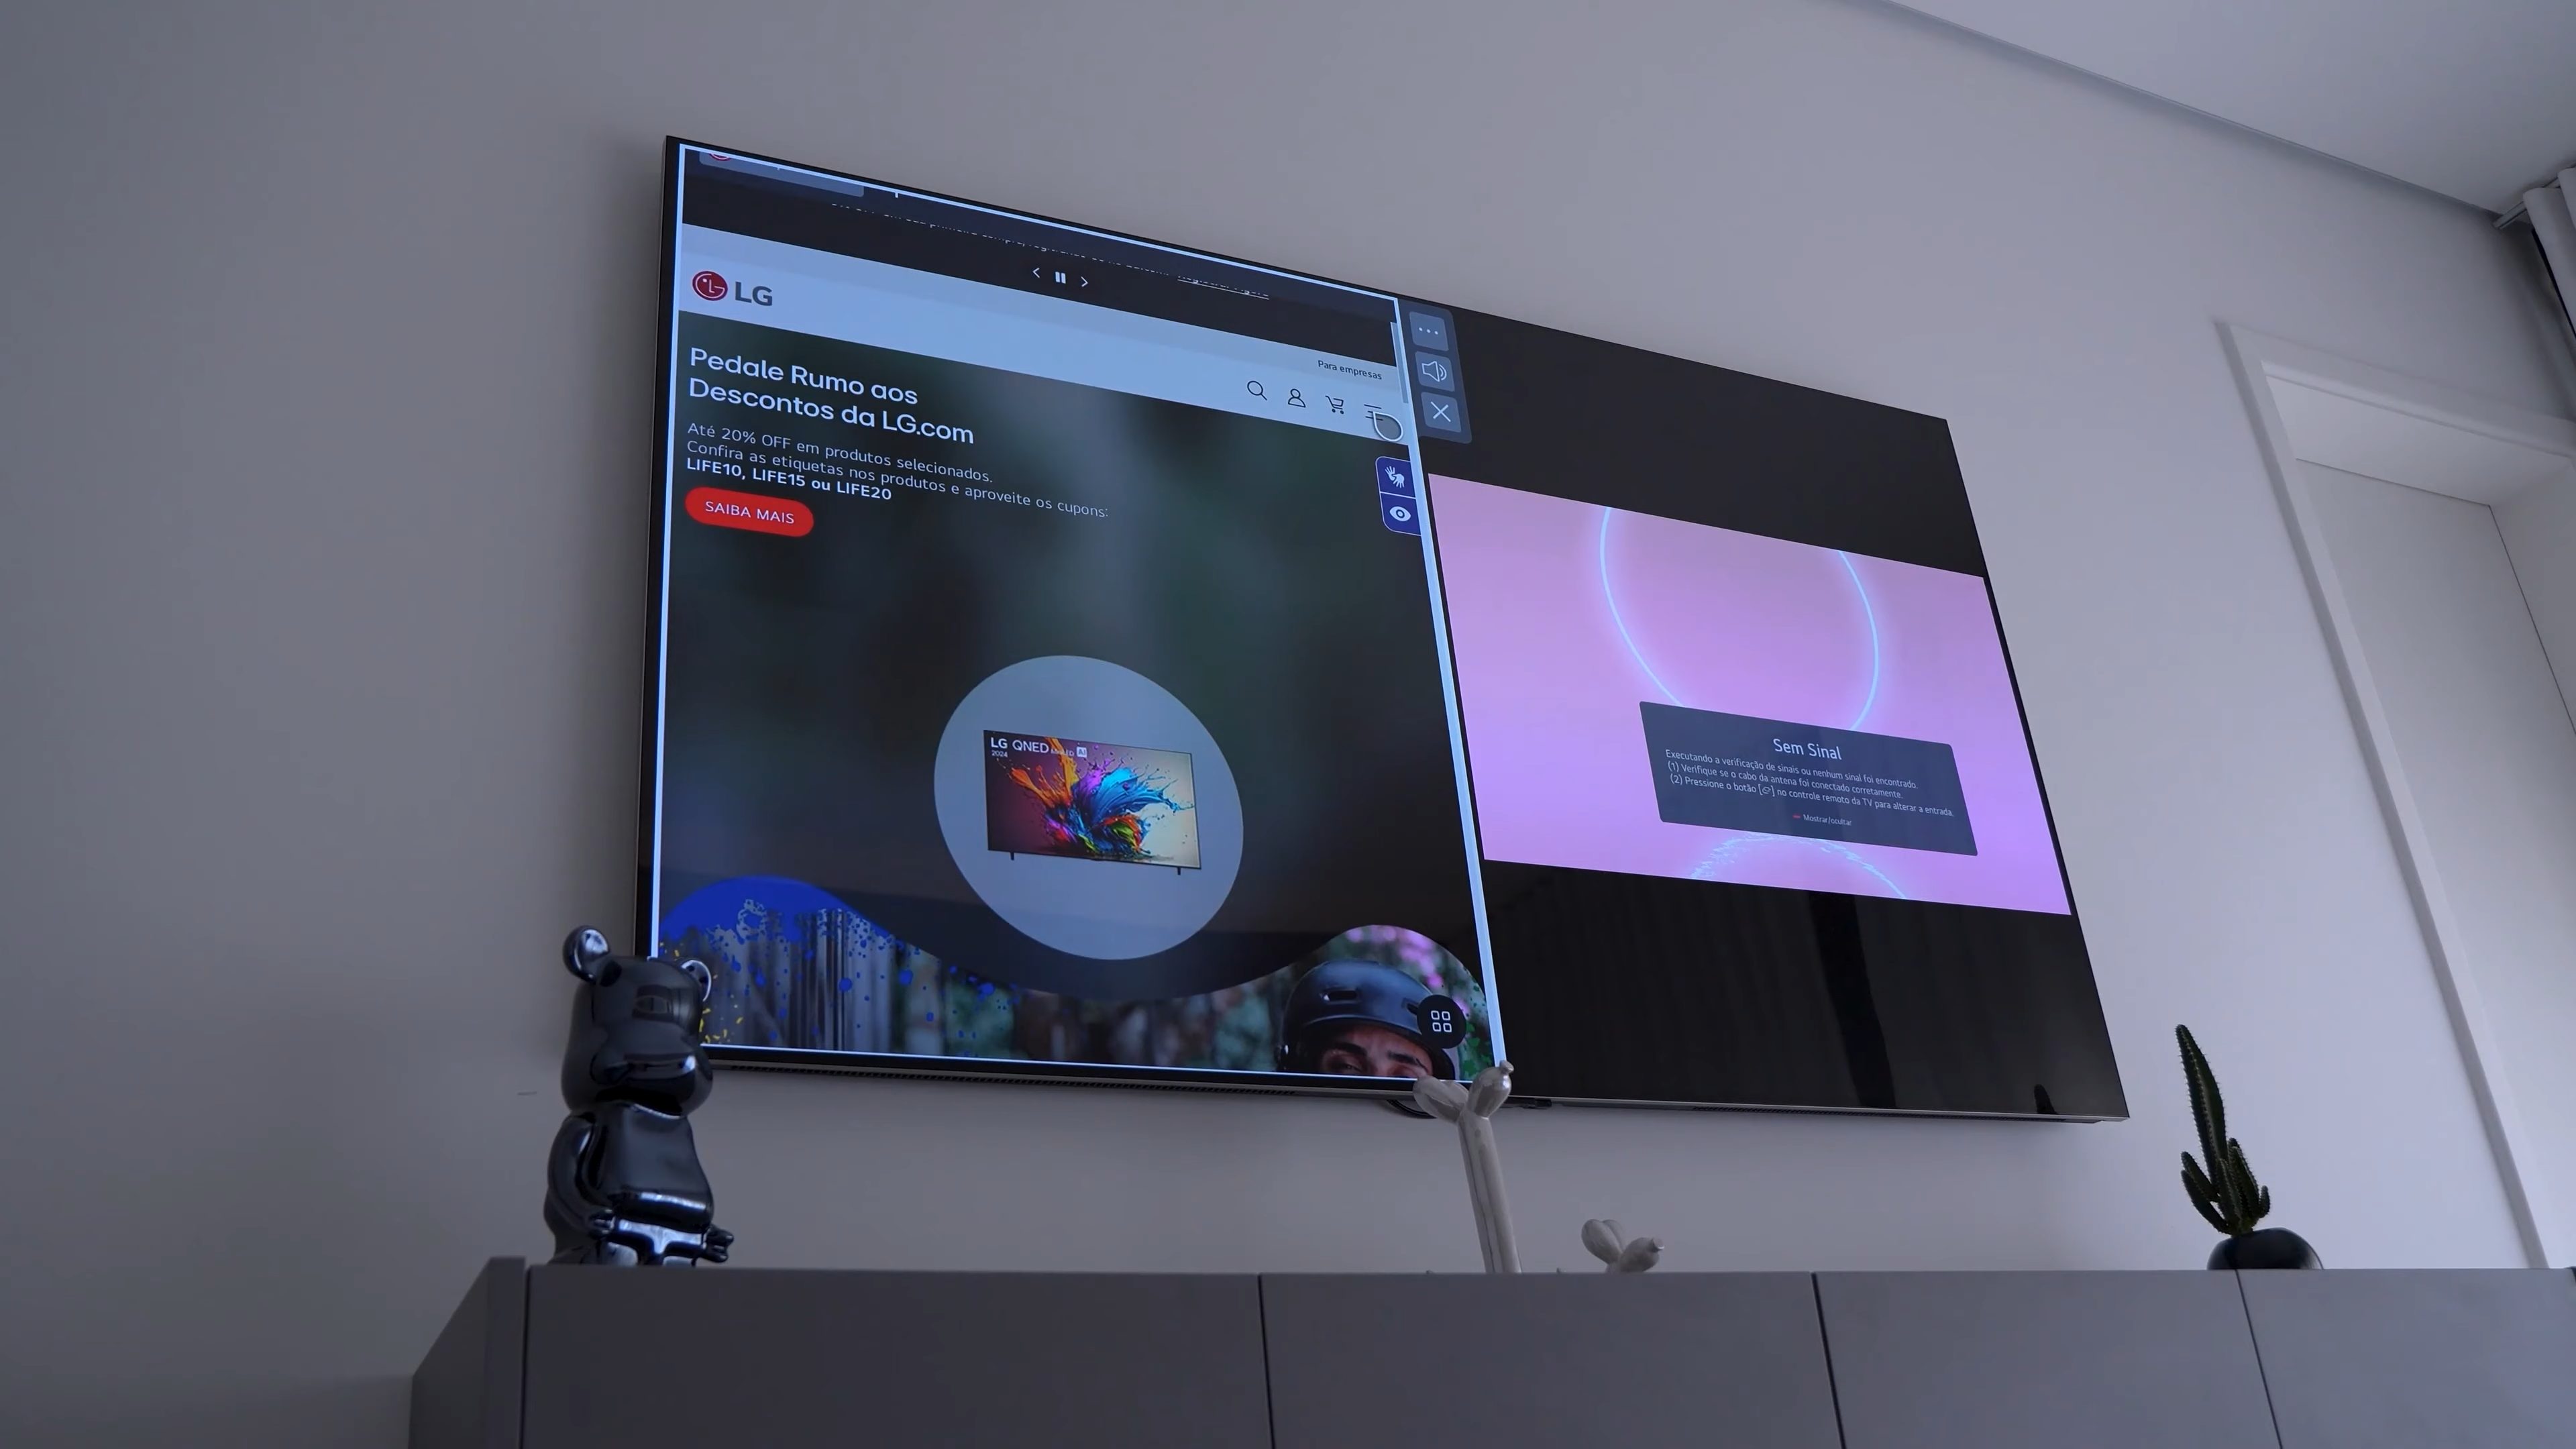 LG
Para empresas
Pedale Rumo aos
Descontos da LG.com
Até 20% OFF em produtos selecionados.
Confira as etiquetas nos produtos e aproveite os cupons:
LIFE10, LIFE15 ou LIFE20
SAIBA MAIS
LG QNED AI
2024
Sem Sinal
Executando a verificação de sinais ou nenhum sinal foi encontrado.
(1) Verifique se o cabo da antena foi conectado corretamente.
(2) Pressione o botão [ ] no controle remoto da TV para alterar a entrada.
Mostrar/ocultar